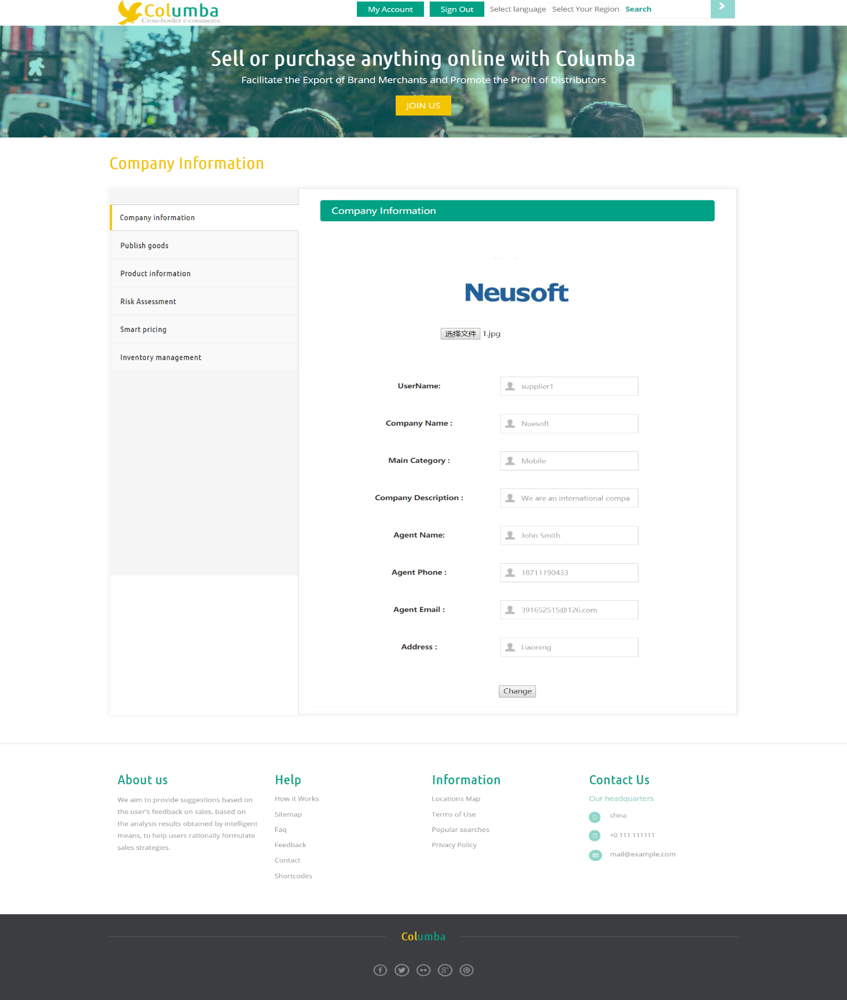 Columba
Cross-border e-commerce
My Account
Sign Out
Select language
Select Your Region
Search
Sell or purchase anything online with Columba
Facilitate the Export of Brand Merchants and Promote the Profit of Distributors
JOIN US
Company Information
Company information
Publish goods
Product information
Risk Assessment
Smart pricing
Inventory management
Company Information
Neusoft
选择文件 1.jpg
UserName: supplier1
Company Name : Nuesoft
Main Category : Mobile
Company Description : We are an international compa
Agent Name: John Smith
Agent Phone : 18711190433
Agent Email : 391652515@126.com
Address : Liaoning
Change
About us
We aim to provide suggestions based on
the user's feedback on sales, based on
the analysis results obtained by intelligent
means, to help users rationally formulate
sales strategies.
Help
How it Works
Sitemap
Faq
Feedback
Contact
Shortcodes
Information
Locations Map
Terms of Use
Popular searches
Privacy Policy
Contact Us
Our headquarters
china
+0 111 111111
mail@example.com
Columba